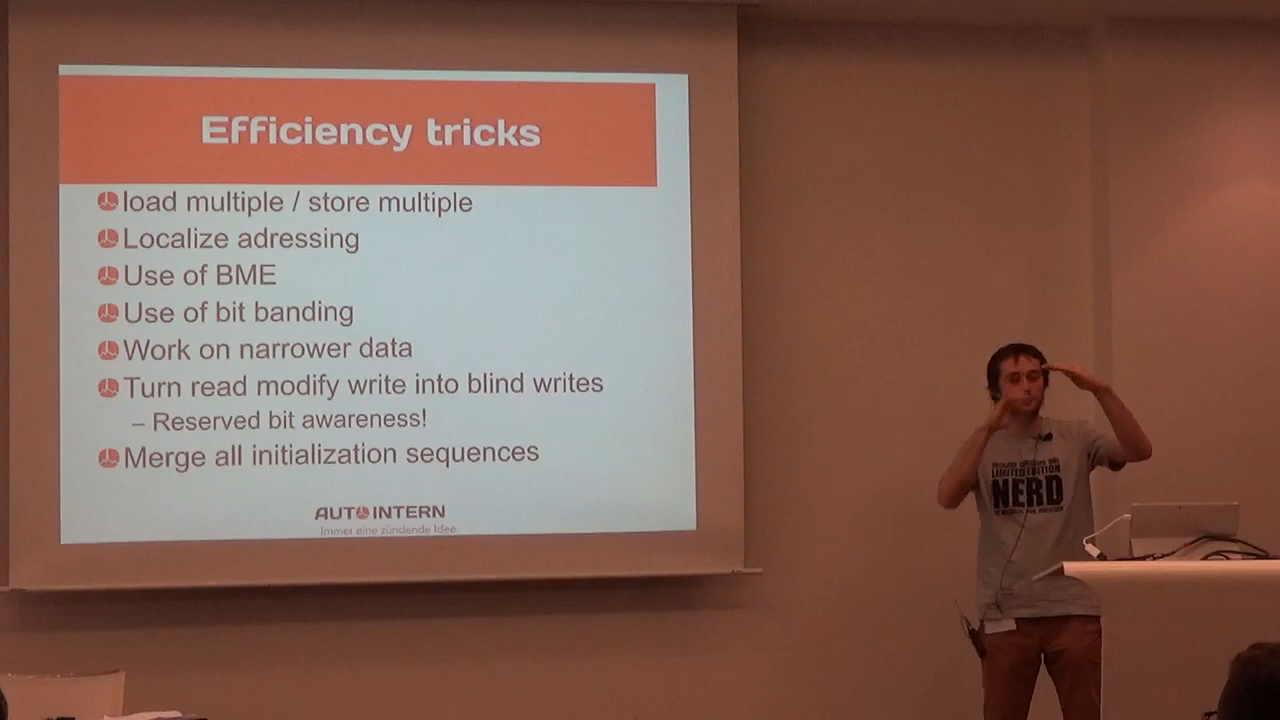 Efficiency tricks
load multiple / store multiple
Localize adressing
Use of BME
Use of bit banding
Work on narrower data
Turn read modify write into blind writes
– Reserved bit awareness!
Merge all initialization sequences
AUTOINTERN
Immer eine zündende Idee
LIMITED EDITION
NERD